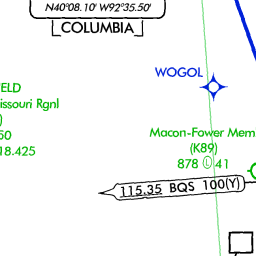 N40°08.10' W92°35.50'
COLUMBIA
WOGOL
ELD
issouri Rgnl
)
50
18.425
Macon-Fower Mem
(K89)
878 Ⓛ 41
115.35 BQS 100(Y)